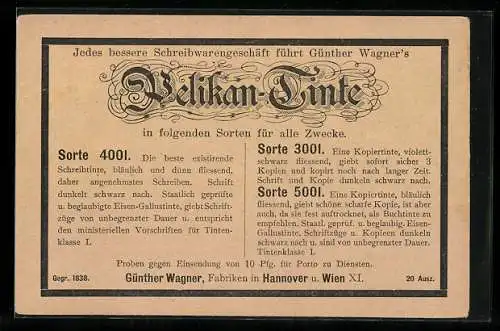 Jedes bessere Schreibwarengeschäft führt Günther Wagner's
Pelikan-Tinte
in folgenden Sorten für alle Zwecke.
Sorte 4001. Die beste existirende
Schreibtinte, bläulich und dünn fliessend,
daher angenehmstes Schreiben. Schrift
dunkelt schwarz nach. Staatlich geprüfte
u. beglaubigte Eisen-Gallustinte, giebt Schrift-
züge von unbegrenzter Dauer u. entspricht
den ministeriellen Vorschriften für Tinten-
klasse I.
Sorte 3001. Eine Kopiertinte, violett-
schwarz fliessend, giebt sofort sicher 3
Kopien und kopirt noch nach langer Zeit.
Schrift und Kopie dunkeln schwarz nach.
Sorte 5001. Eine Kopiertinte, bläulich
fliessend, giebt schöne scharfe Kopie, ist aber
auch, da sie fest auftrocknet, als Buchtinte zu
empfehlen. Staatl. geprüf. u. beglaubig. Eisen-
Gallustinte, Schriftzüge u. Kopieen dunkeln
schwarz nach u. sind von unbegrenzter Dauer.
Tintenklasse I.
Proben gegen Einsendung von 10 Pfg. für Porto zu Diensten.
Gegr. 1838. Günther Wagner, Fabriken in Hannover u. Wien XI. 20 Ausz.